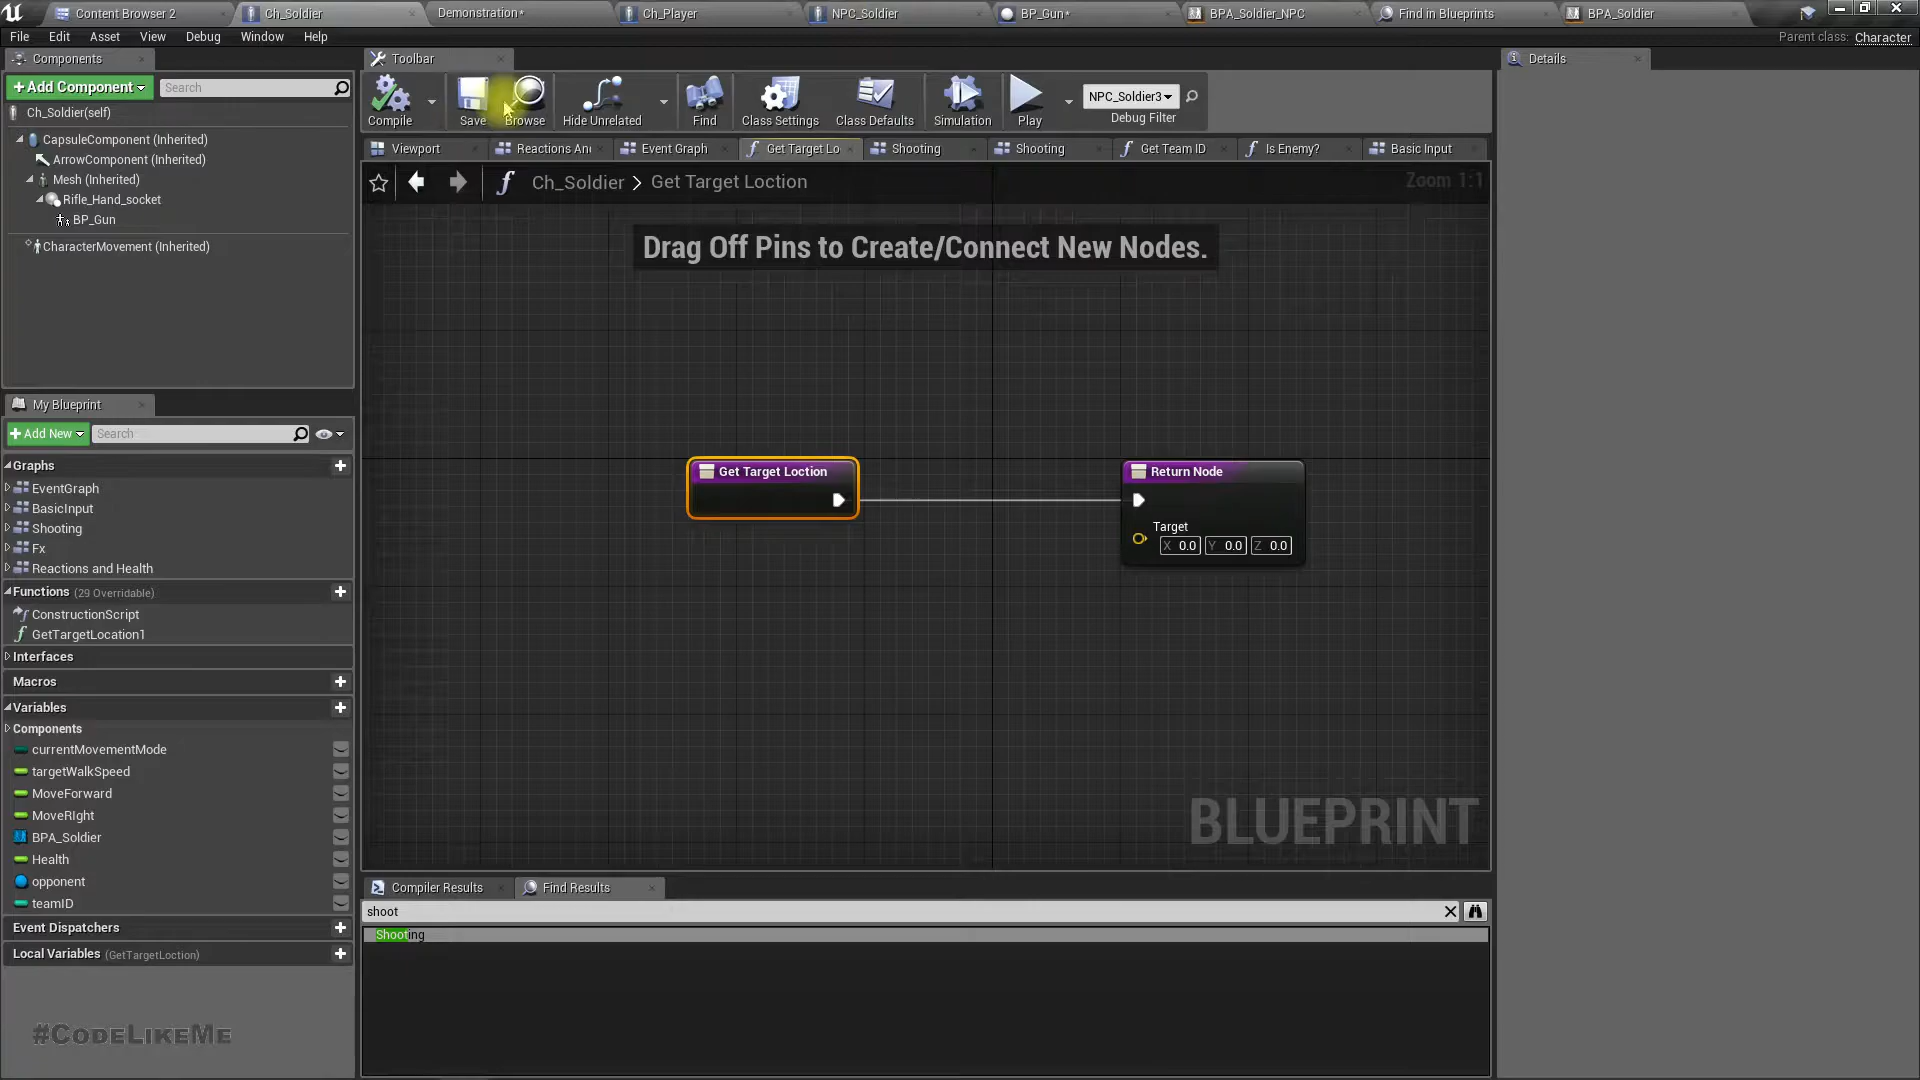 Content Browser 2
Ch_Soldier
Demonstration*
Ch_Player
NPC_Soldier
BP_Gun*
BPA_Soldier_NPC
Find in Blueprints
BPA_Soldier
File
Edit
Asset
View
Debug
Window
Help
Parent class: Character
Components
Toolbar
Details
+Add Component
Search
Compile
Save
Browse
Hide Unrelated
Find
Class Settings
Class Defaults
Simulation
Play
NPC_Soldier3
Debug Filter
Ch_Soldier(self)
CapsuleComponent (Inherited)
ArrowComponent (Inherited)
Mesh (Inherited)
Rifle_Hand_socket
BP_Gun
CharacterMovement (Inherited)
Viewport
Reactions An
Event Graph
Get Target Lo
Shooting
Shooting
Get Team ID
Is Enemy?
Basic Input
Ch_Soldier > Get Target Loction
Zoom 1:1
Drag Off Pins to Create/Connect New Nodes.
Get Target Loction
Return Node
Target
X 0.0 Y 0.0 Z 0.0
BLUEPRINT
My Blueprint
+Add New
Search
Graphs
EventGraph
BasicInput
Shooting
Fx
Reactions and Health
Functions (29 Overridable)
ConstructionScript
GetTargetLocation1
Interfaces
Macros
Variables
Components
currentMovementMode
targetWalkSpeed
MoveForward
MoveRIght
BPA_Soldier
Health
opponent
teamID
Event Dispatchers
Local Variables (GetTargetLoction)
Compiler Results
Find Results
shoot
Shooting
#CodeLikeMe